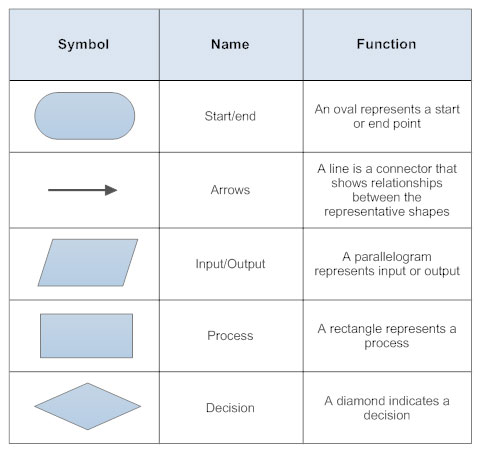 Symbol
Name
Function
Start/end
An oval represents a start
or end point
Arrows
A line is a connector that
shows relationships
between the
representative shapes
Input/Output
A parallelogram
represents input or output
Process
A rectangle represents a
process
Decision
A diamond indicates a
decision